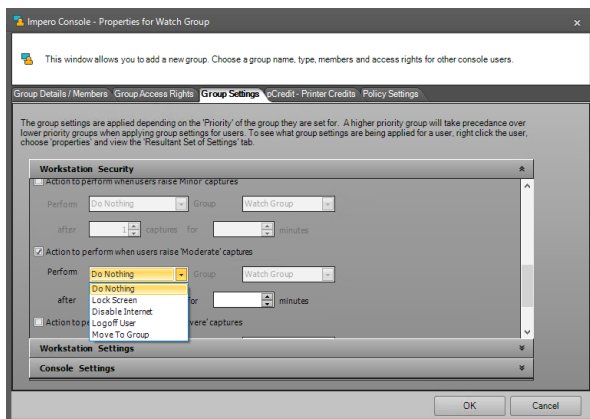 Impero Console - Properties for Watch Group
This window allows you to add a new group. Choose a group name, type, members and access rights for other console users.
Group Details / Members Group Access Rights Group Settings pCredit - Printer Credits Policy Settings
The group settings are applied depending on the 'Priority' of the group they are set for. A higher priority group will take precedance over
lower priority groups when applying group settings for users. To see what group settings are being applied for a user, right click the user,
choose 'properties' and view the 'Resultant Set of Settings' tab.
Workstation Security
Action to perform when users raise 'Minor' captures
Perform Do Nothing Group Watch Group
after 1 captures for minutes
Action to perform when users raise 'Moderate' captures
Perform Do Nothing Group Watch Group
Do Nothing
after Lock Screen for minutes
Disable Internet
Action to pe Logoff User vere' captures
Move To Group
Workstation Settings
Console Settings
OK Cancel